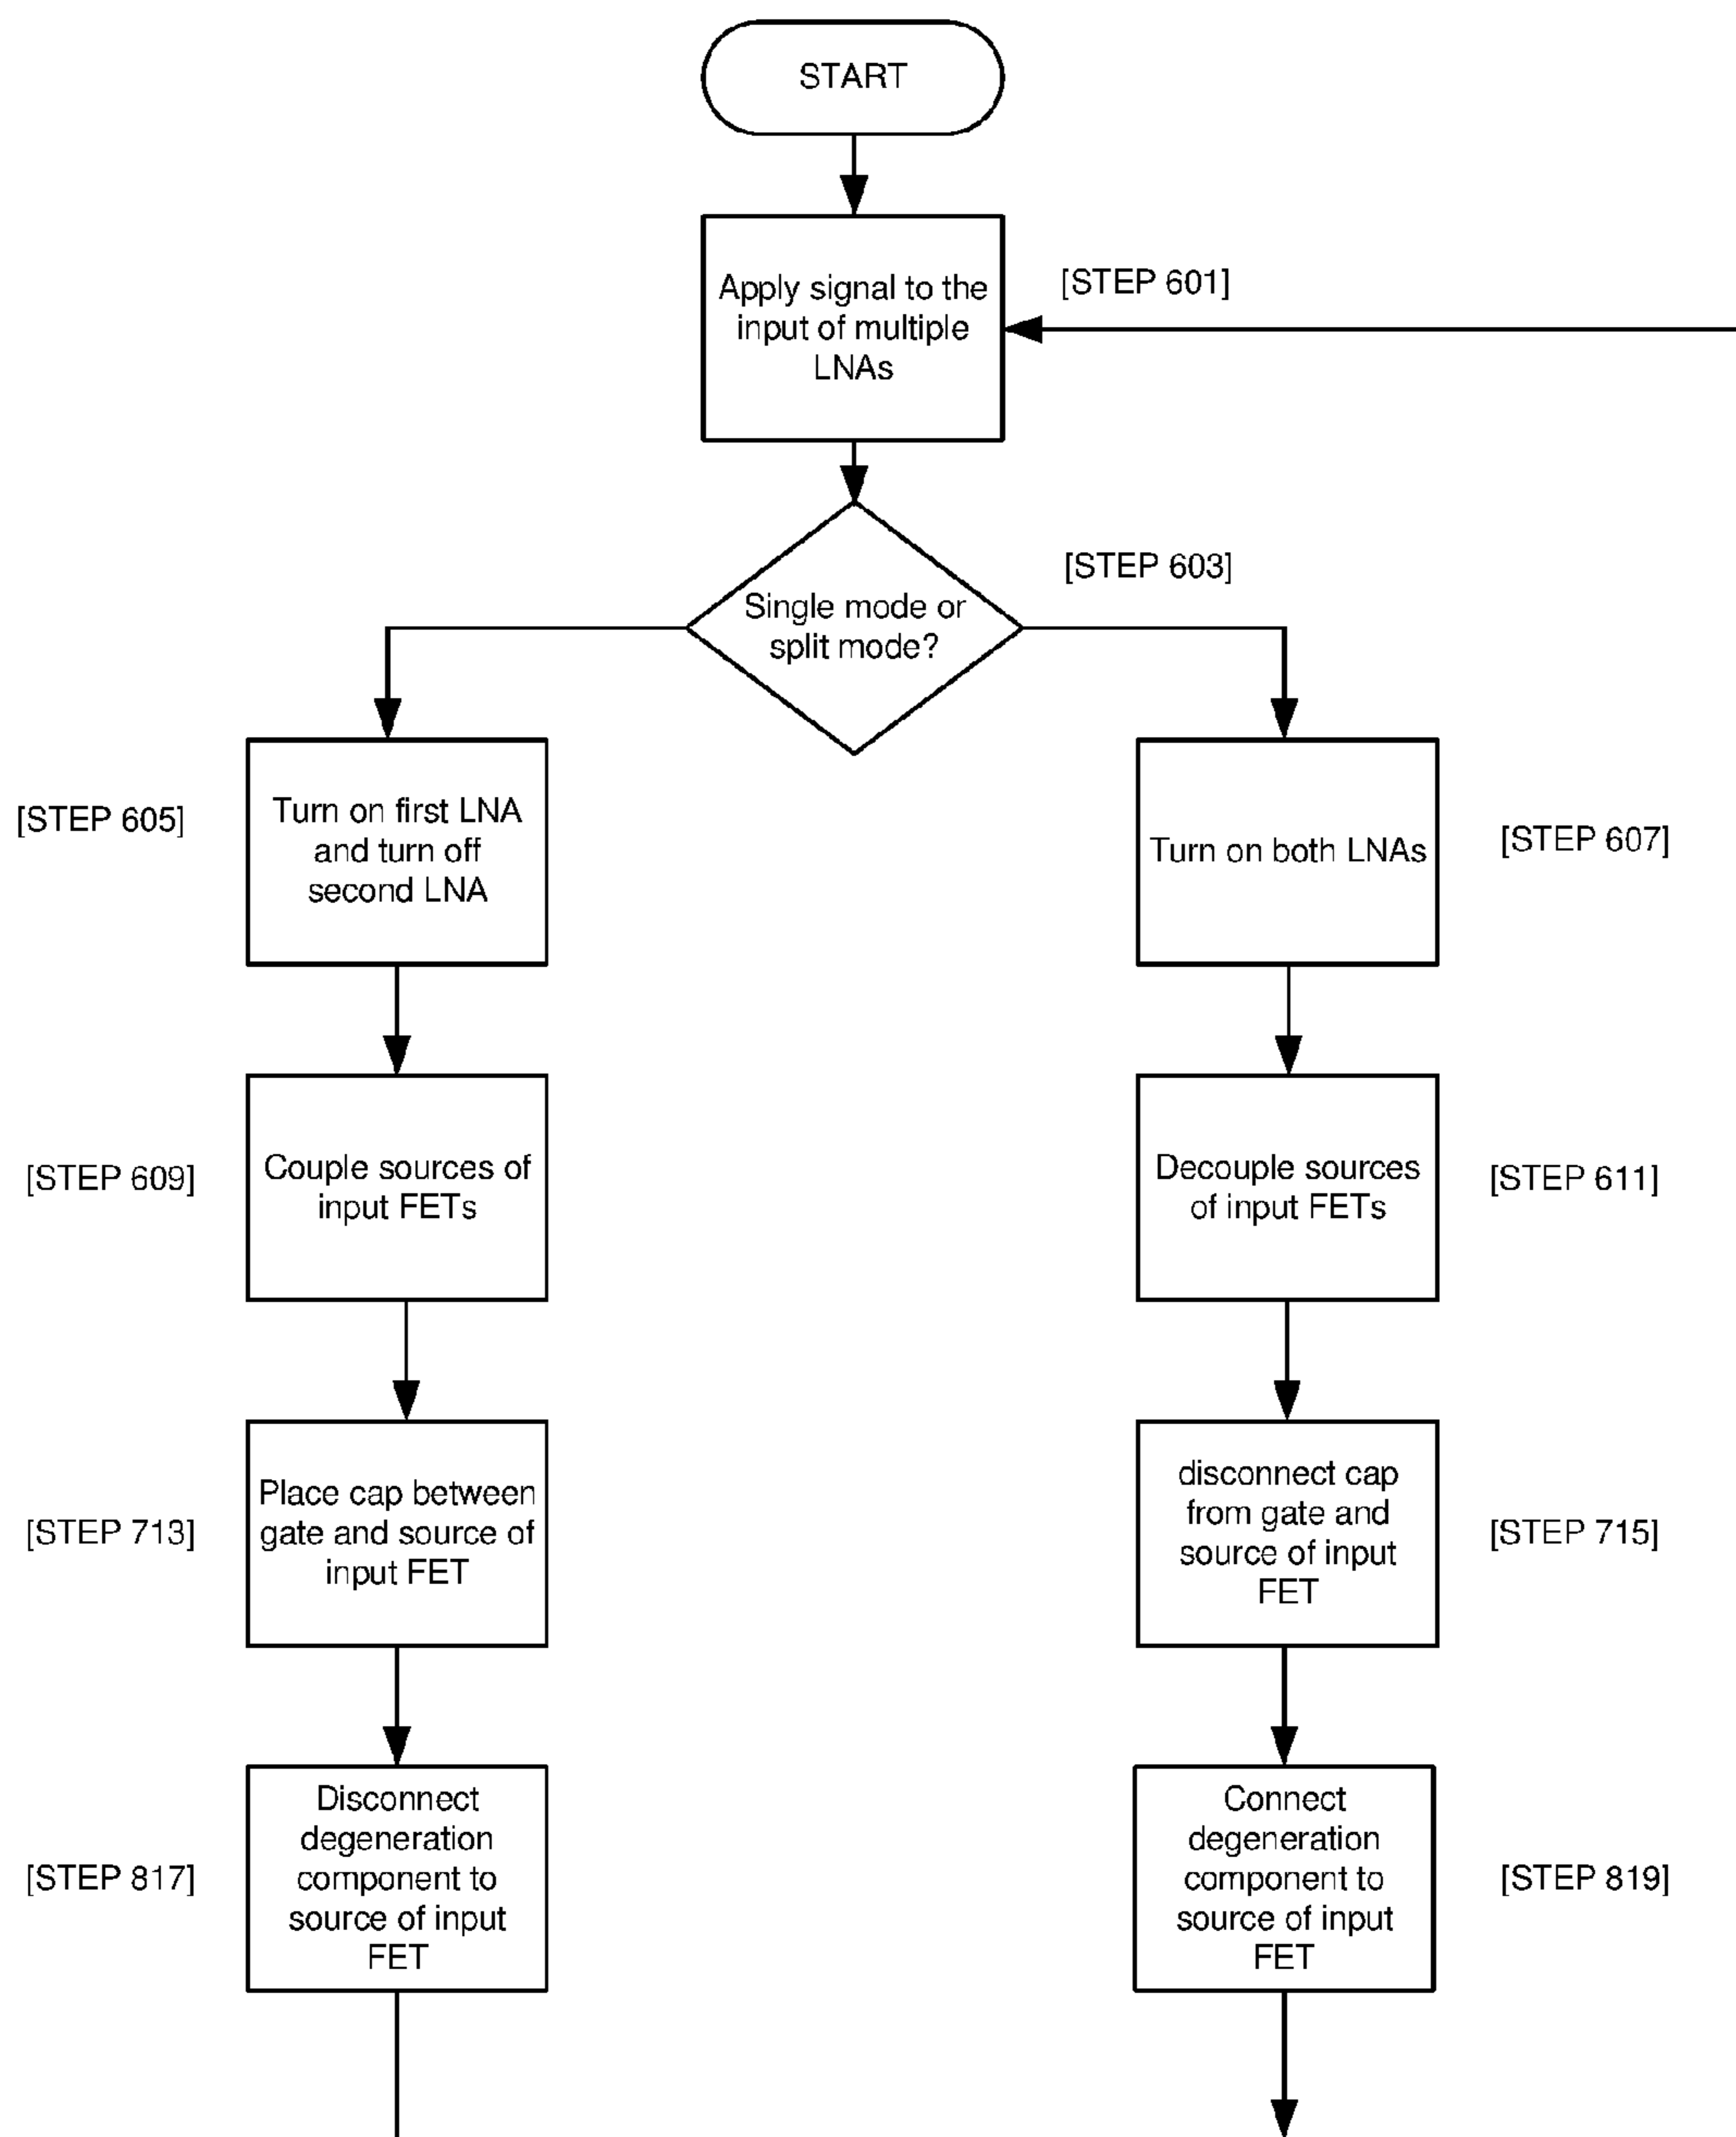 START
Apply signal to the
input of multiple
LNAs
[STEP 601]
Single mode or
split mode?
[STEP 603]
[STEP 605]
Turn on first LNA
and turn off
second LNA
Turn on both LNAs
[STEP 607]
[STEP 609]
Couple sources of
input FETs
Decouple sources
of input FETs
[STEP 611]
[STEP 713]
Place cap between
gate and source of
input FET
disconnect cap
from gate and
source of input
FET
[STEP 715]
[STEP 817]
Disconnect
degeneration
component to
source of input
FET
Connect
degeneration
component to
source of input
FET
[STEP 819]